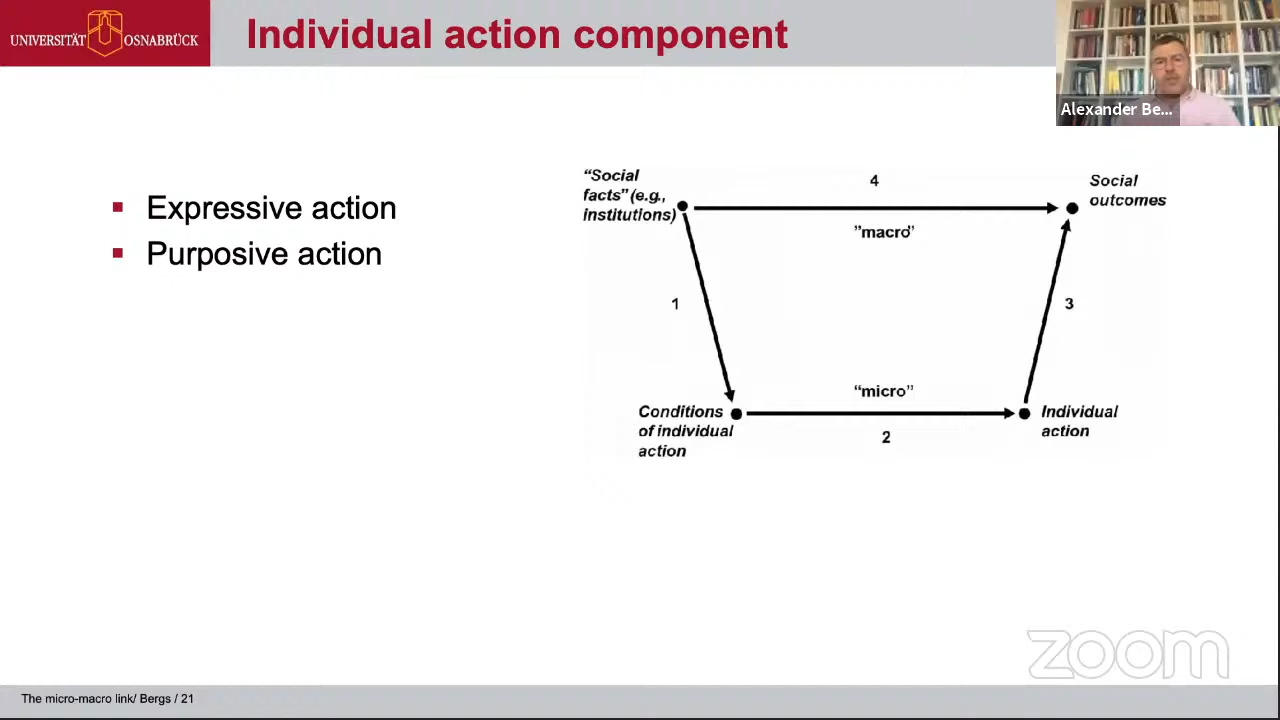 UNIVERSITÄT OSNABRÜCK
Individual action component
Alexander Be...
▪ Expressive action
▪ Purposive action
“Social
facts”(e.g.,
institutions)
4
”macro”
Social
outcomes
1
3
“micro”
2
Conditions
of individual
action
Individual
action
zoom
The micro-macro link/ Bergs / 21